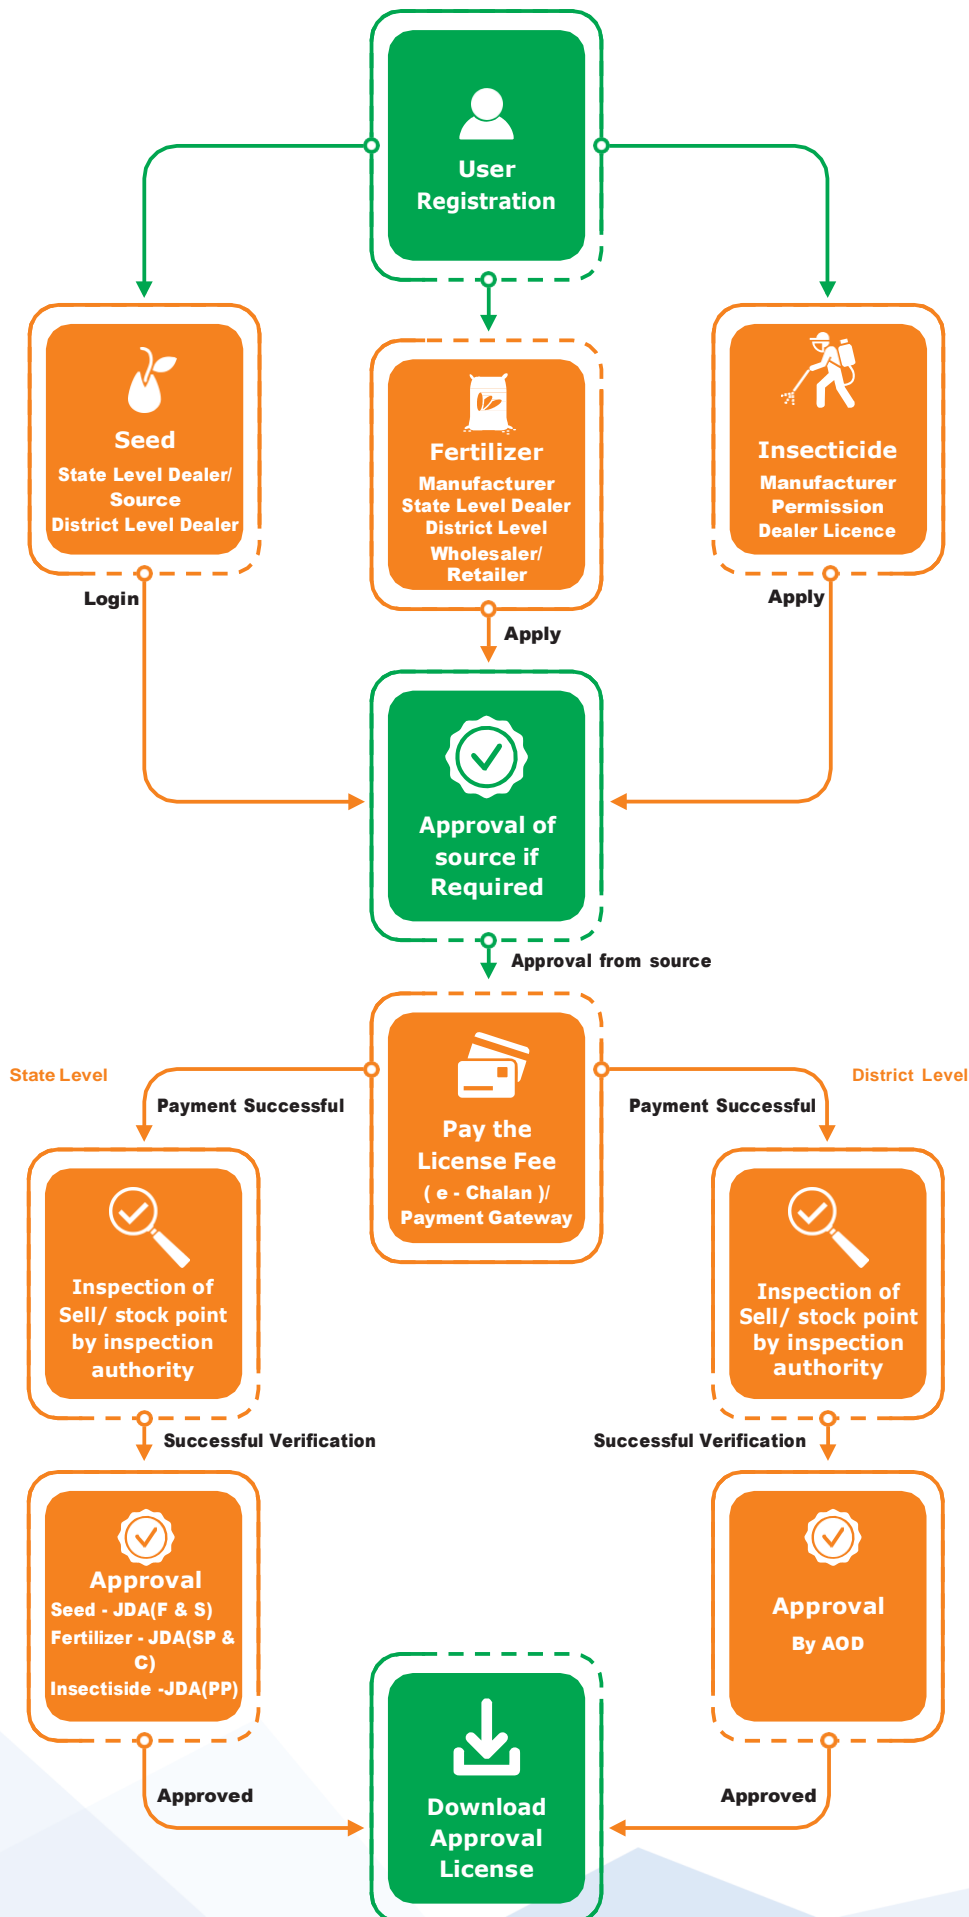 User
Registration
Seed
State Level Dealer/
Source
District Level Dealer
Fertilizer
Manufacturer
State Level Dealer
District Level
Wholesaler/
Retailer
Insecticide
Manufacturer
Permission
Dealer Licence
Login
Apply
Apply
Approval of
source if
Required
Approval from source
State Level
District Level
Payment Successful
Payment Successful
Pay the
License Fee
( e - Chalan )/
Payment Gateway
Inspection of
Sell/ stock point
by inspection
authority
Inspection of
Sell/ stock point
by inspection
authority
Successful Verification
Successful Verification
Approval
Seed - JDA(F & S)
Fertilizer - JDA(SP &
C)
Insectiside -JDA(PP)
Approval
By AOD
Approved
Approved
Download
Approval
License